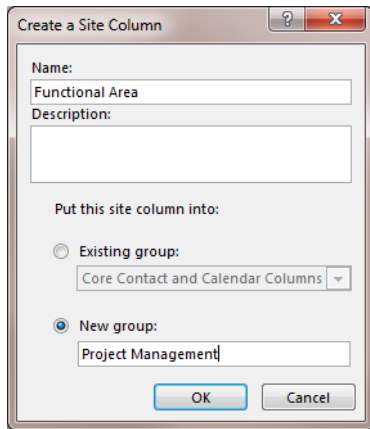 Create a Site Column
Name:
Functional Area
Description:
Put this site column into:
Existing group:
Core Contact and Calendar Columns
New group:
Project Management
OK Cancel